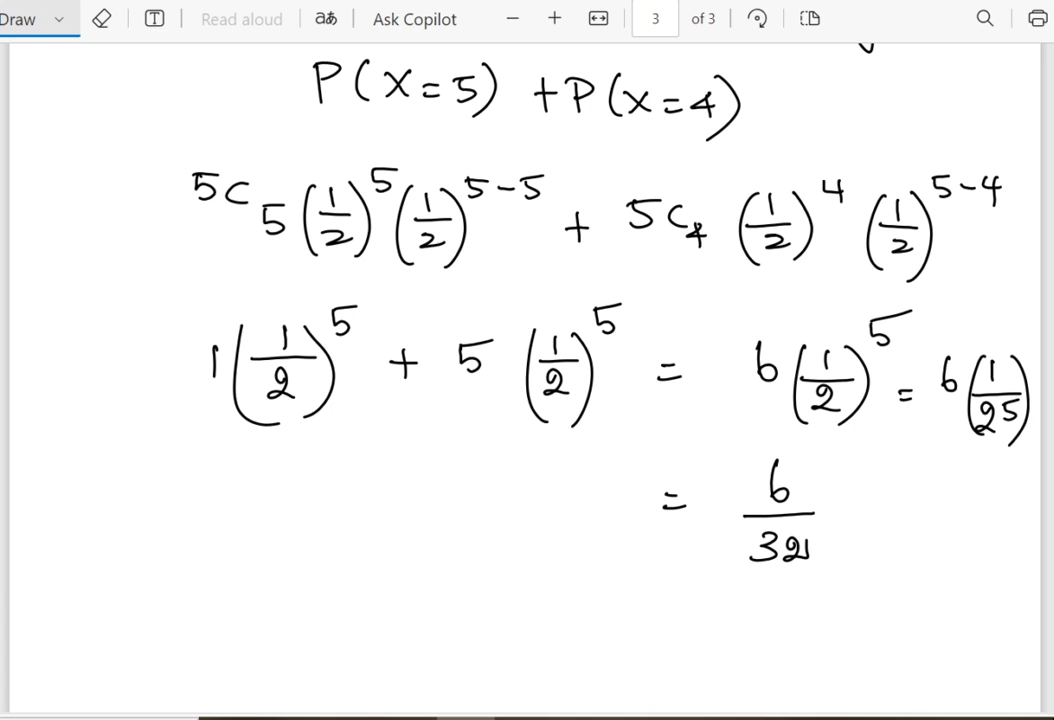 Draw Read aloud aあ Ask Copilot 3 of 3
P(X=5) +P(x=4)
5C5 (1/2)^5 (1/2)^5-5 + 5C4 (1/2)^4 (1/2)^5-4
1(1/2)^5 + 5 (1/2)^5 = 6(1/2)^5 = 6(1/25)
= 6/32